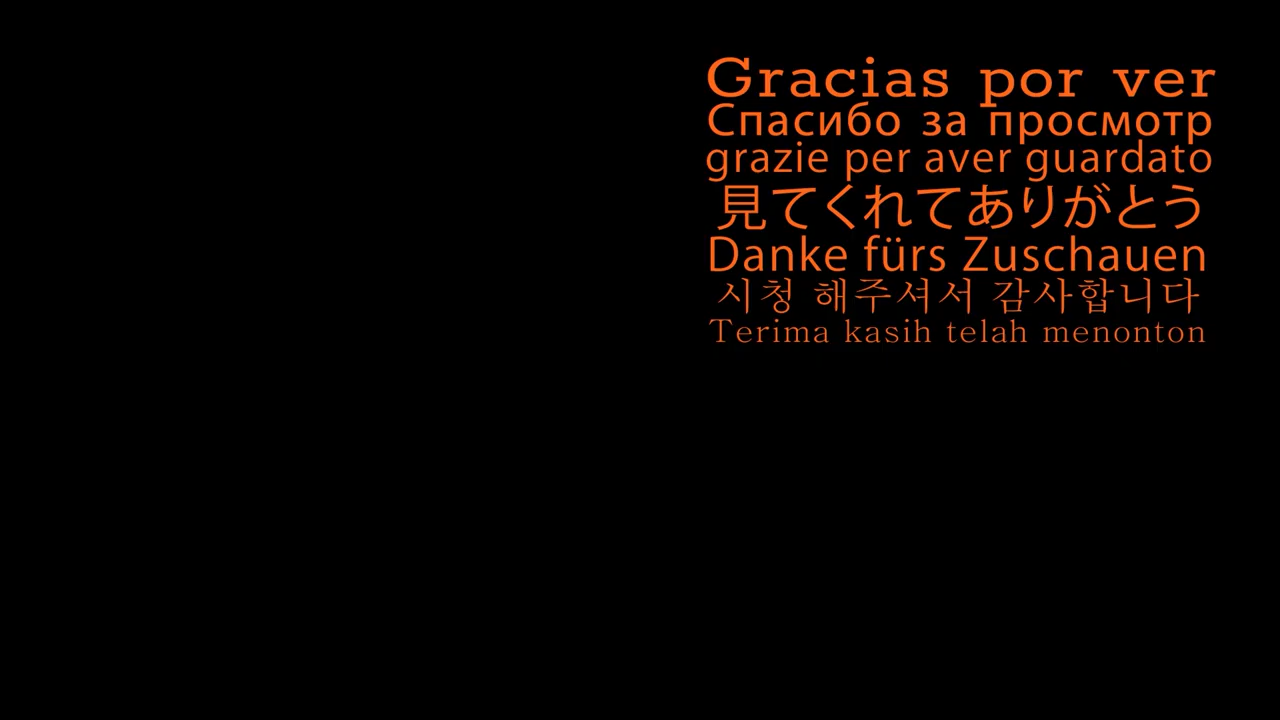 Gracias por ver
Спасибо за просмотр
grazie per aver guardato
見てくれてありがとう
Danke fürs Zuschauen
시청 해주셔서 감사합니다
Terima kasih telah menonton